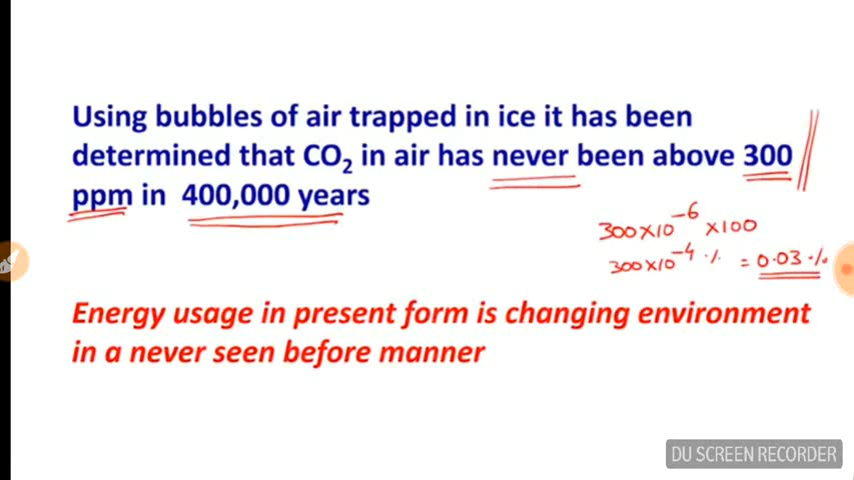 Using bubbles of air trapped in ice it has been
determined that CO₂ in air has never been above 300
ppm in 400,000 years
300×10⁻⁶ ×100
300×10⁻⁴ % = 0.03 %
Energy usage in present form is changing environment
in a never seen before manner
DU SCREEN RECORDER